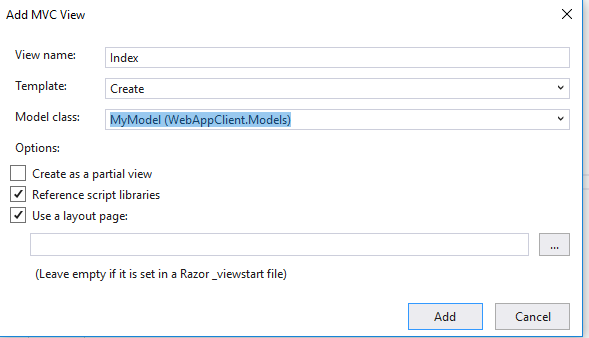 Add MVC View
View name: Index
Template: Create
Model class: MyModel (WebAppClient.Models)
Options:
Create as a partial view
Reference script libraries
Use a layout page:
...
(Leave empty if it is set in a Razor _viewstart file)
Add Cancel